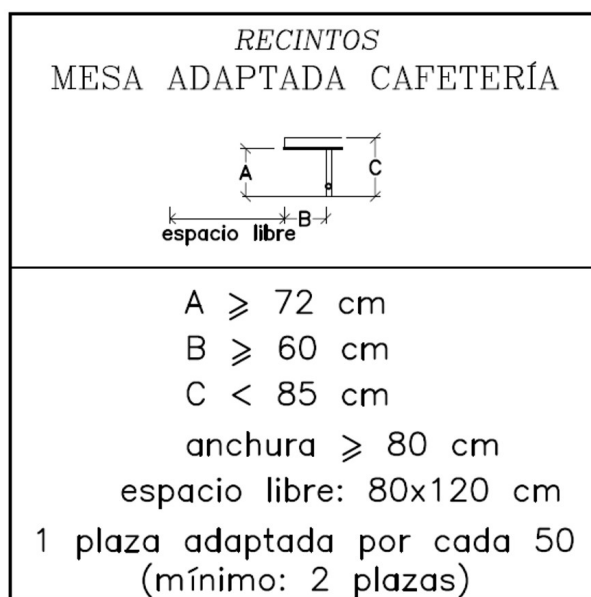 RECINTOS
MESA ADAPTADA CAFETERÍA
A
C
B
espacio libre
A ⩾ 72 cm
B ⩾ 60 cm
C < 85 cm
anchura ⩾ 80 cm
espacio libre: 80x120 cm
1 plaza adaptada por cada 50
(mínimo: 2 plazas)